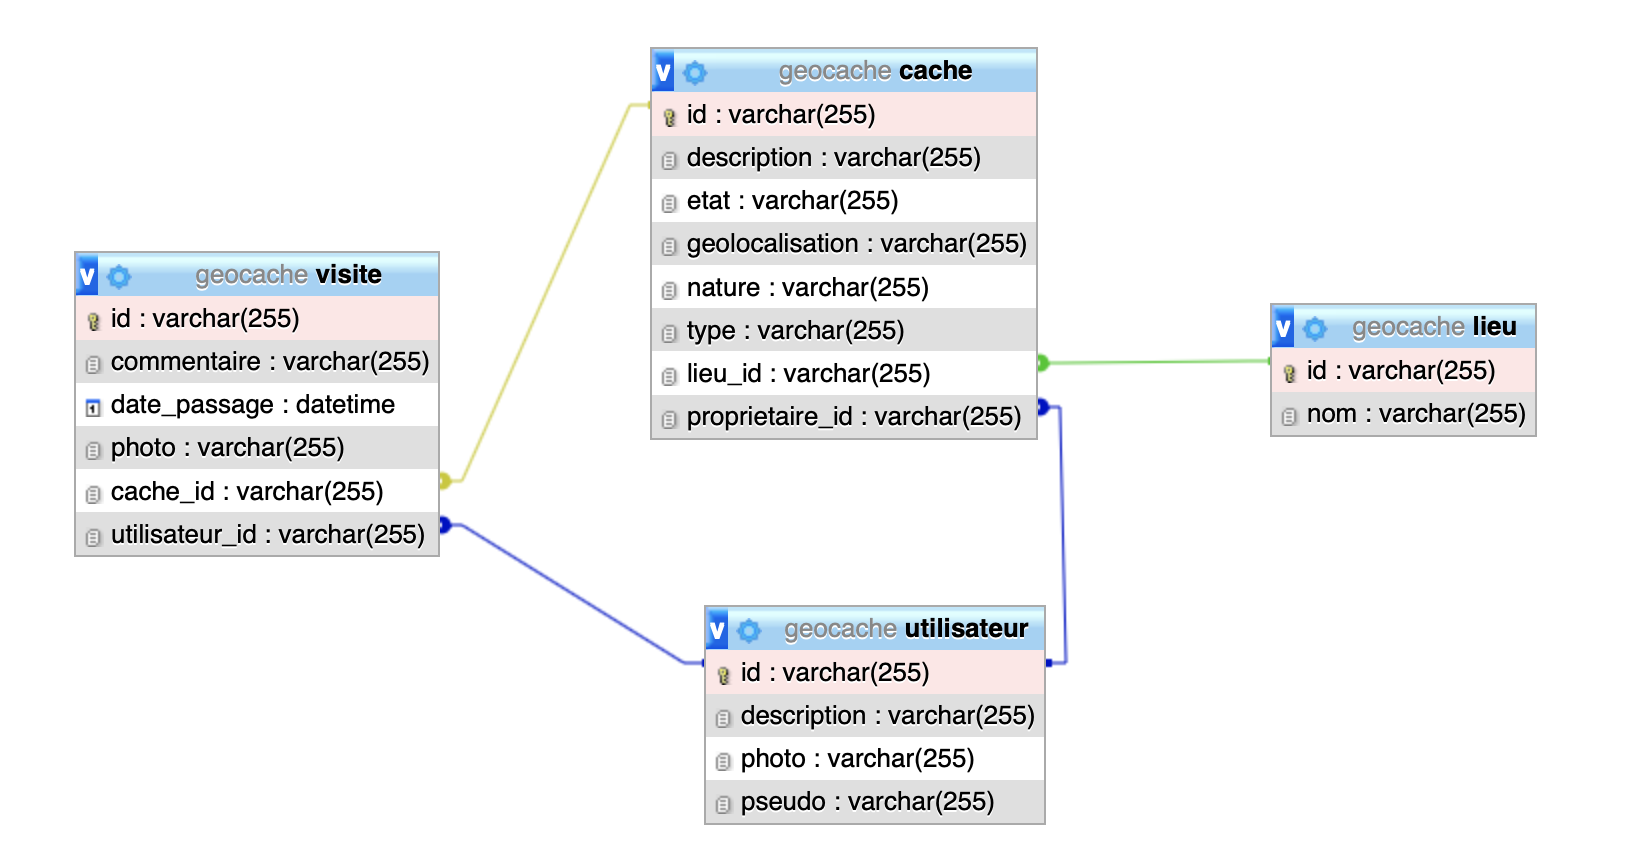 v geocache cache
id : varchar(255)
description : varchar(255)
etat : varchar(255)
geolocalisation : varchar(255)
nature : varchar(255)
type : varchar(255)
lieu_id : varchar(255)
proprietaire_id : varchar(255)
v geocache visite
id : varchar(255)
commentaire : varchar(255)
date_passage : datetime
photo : varchar(255)
cache_id : varchar(255)
utilisateur_id : varchar(255)
v geocache lieu
id : varchar(255)
nom : varchar(255)
v geocache utilisateur
id : varchar(255)
description : varchar(255)
photo : varchar(255)
pseudo : varchar(255)